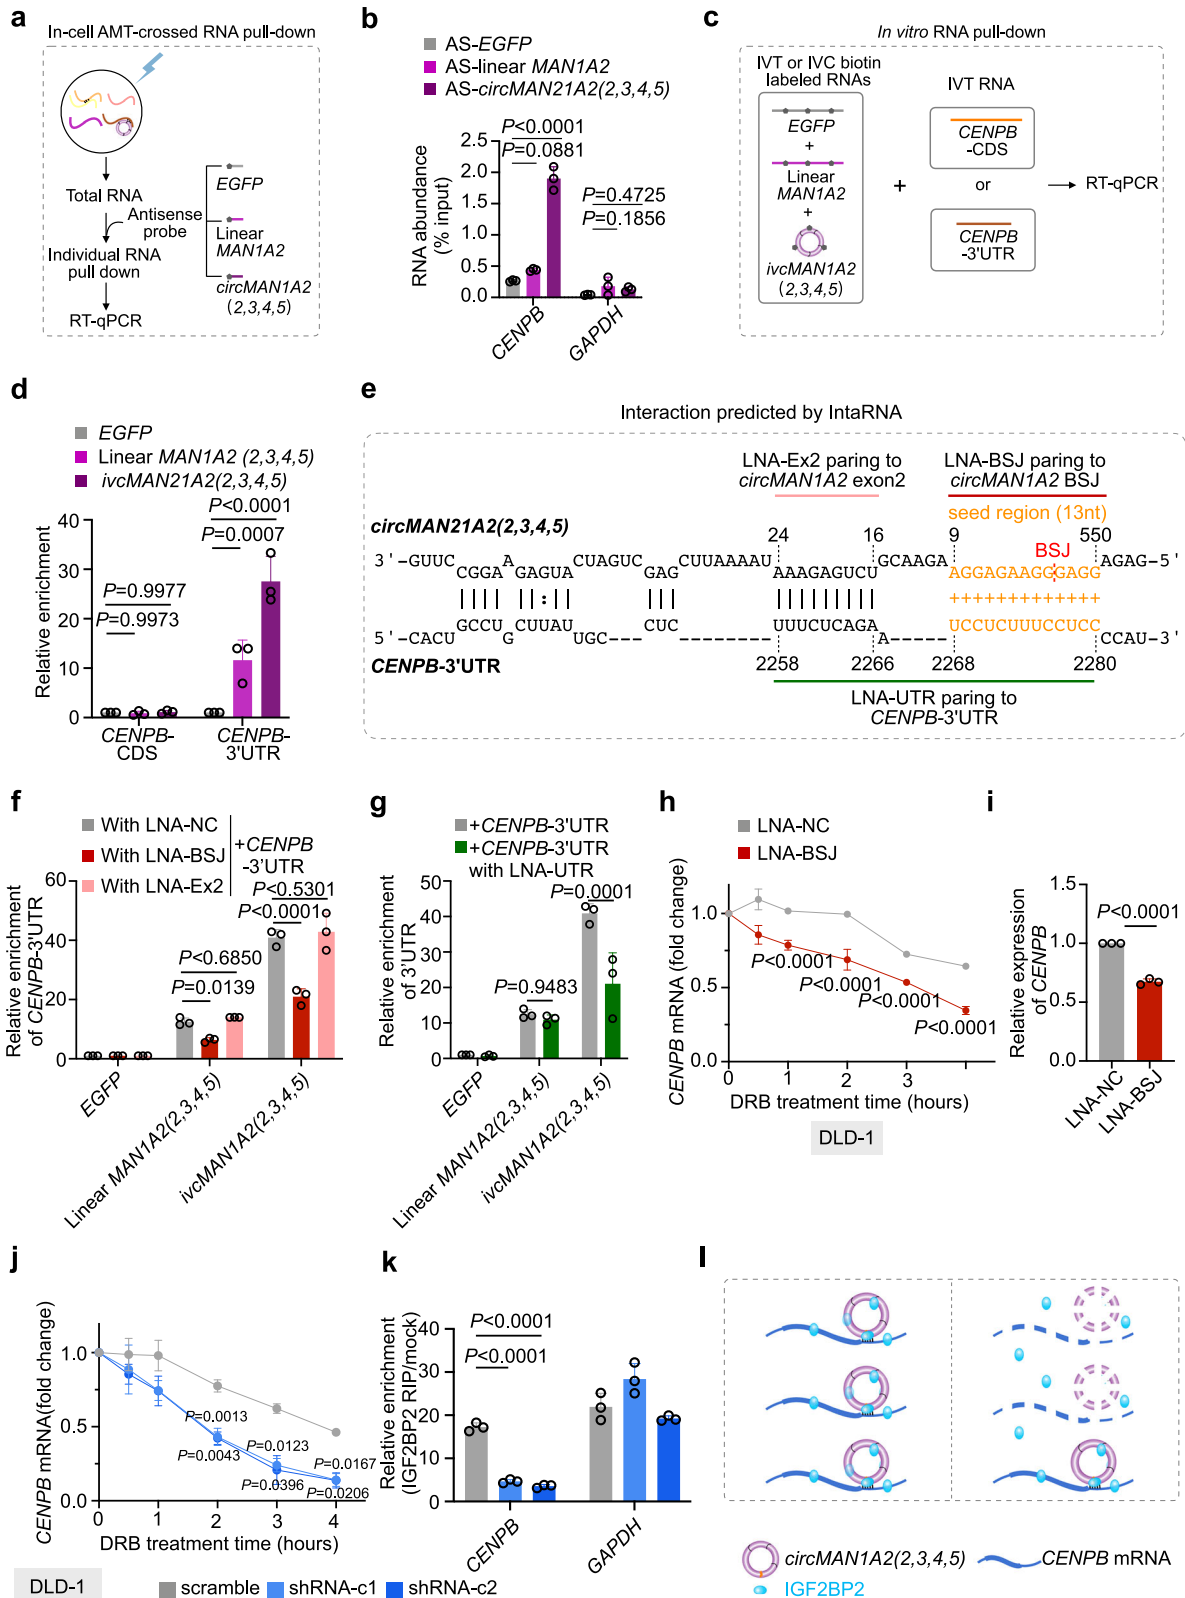 a
In-cell AMT-crossed RNA pull-down
Total RNA
Antisense
probe
Individual RNA
pull down
RT-qPCR
EGFP
Linear
MAN1A2
circMAN1A2
(2,3,4,5)
b
AS-EGFP
AS-linear MAN1A2
AS-circMAN21A2(2,3,4,5)
P<0.0001
P=0.0881
P=0.4725
P=0.1856
RNA abundance
(% input)
2.5
2.0
1.5
1.0
0.5
0.0
CENPB
GAPDH
c
In vitro RNA pull-down
IVT or IVC biotin
labeled RNAs
EGFP
+
Linear
MAN1A2
+
ivcMAN1A2
(2,3,4,5)
+
IVT RNA
CENPB
-CDS
or
CENPB
-3'UTR
RT-qPCR
d
EGFP
Linear MAN1A2 (2,3,4,5)
ivcMAN21A2(2,3,4,5)
P<0.0001
P=0.0007
P=0.9977
P=0.9973
Relative enrichment
40
30
20
10
0
CENPB-
CDS
CENPB-
3'UTR
e
Interaction predicted by IntaRNA
LNA-Ex2 paring to
circMAN1A2 exon2
LNA-BSJ paring to
circMAN1A2 BSJ
seed region (13nt)
circMAN21A2(2,3,4,5)
24
16
9
550
BSJ
3'-GUUC
CGGA
A
GAGUA
CUAGUC
GAG
CUUAAAAU
AAAGAGUCU
GCAAGA
AGGAGAAGGGAGG
AGAG-5'
+++++++++++++
5'-CACU
GCCU
G
CUUAU
UGC----
CUC
--------
UUUCUCAGA
A-----
UCCUCUUUCCUCC
CCAU-3'
CENPB-3'UTR
2258
2266
2268
2280
LNA-UTR paring to
CENPB-3'UTR
f
With LNA-NC
With LNA-BSJ
With LNA-Ex2
+CENPB
-3'UTR
P<0.5301
P<0.0001
P<0.6850
P=0.0139
Relative enrichment
of CENPB-3'UTR
60
40
20
0
EGFP
Linear MAN1A2(2,3,4,5)
ivcMAN1A2(2,3,4,5)
g
+CENPB-3'UTR
+CENPB-3'UTR
with LNA-UTR
P=0.0001
P=0.9483
Relative enrichment
of 3'UTR
50
40
30
20
10
0
EGFP
Linear MAN1A2(2,3,4,5)
ivcMAN1A2(2,3,4,5)
h
LNA-NC
LNA-BSJ
CENPB mRNA (fold change)
1.0
0.5
0.0
P<0.0001
P<0.0001
P<0.0001
P<0.0001
0
1
2
3
4
DRB treatment time (hours)
DLD-1
i
P<0.0001
Relative expression
of CENPB
1.5
1.0
0.5
0.0
LNA-NC
LNA-BSJ
j
CENPB mRNA(fold change)
1.0
0.5
0.0
P=0.0013
P=0.0043
P=0.0123
P=0.0396
P=0.0167
P=0.0206
0
1
2
3
4
DRB treatment time (hours)
DLD-1
scramble
shRNA-c1
shRNA-c2
k
P<0.0001
P<0.0001
Relative enrichment
(IGF2BP2 RIP/mock)
40
30
20
10
0
CENPB
GAPDH
l
circMAN1A2(2,3,4,5)
CENPB mRNA
IGF2BP2